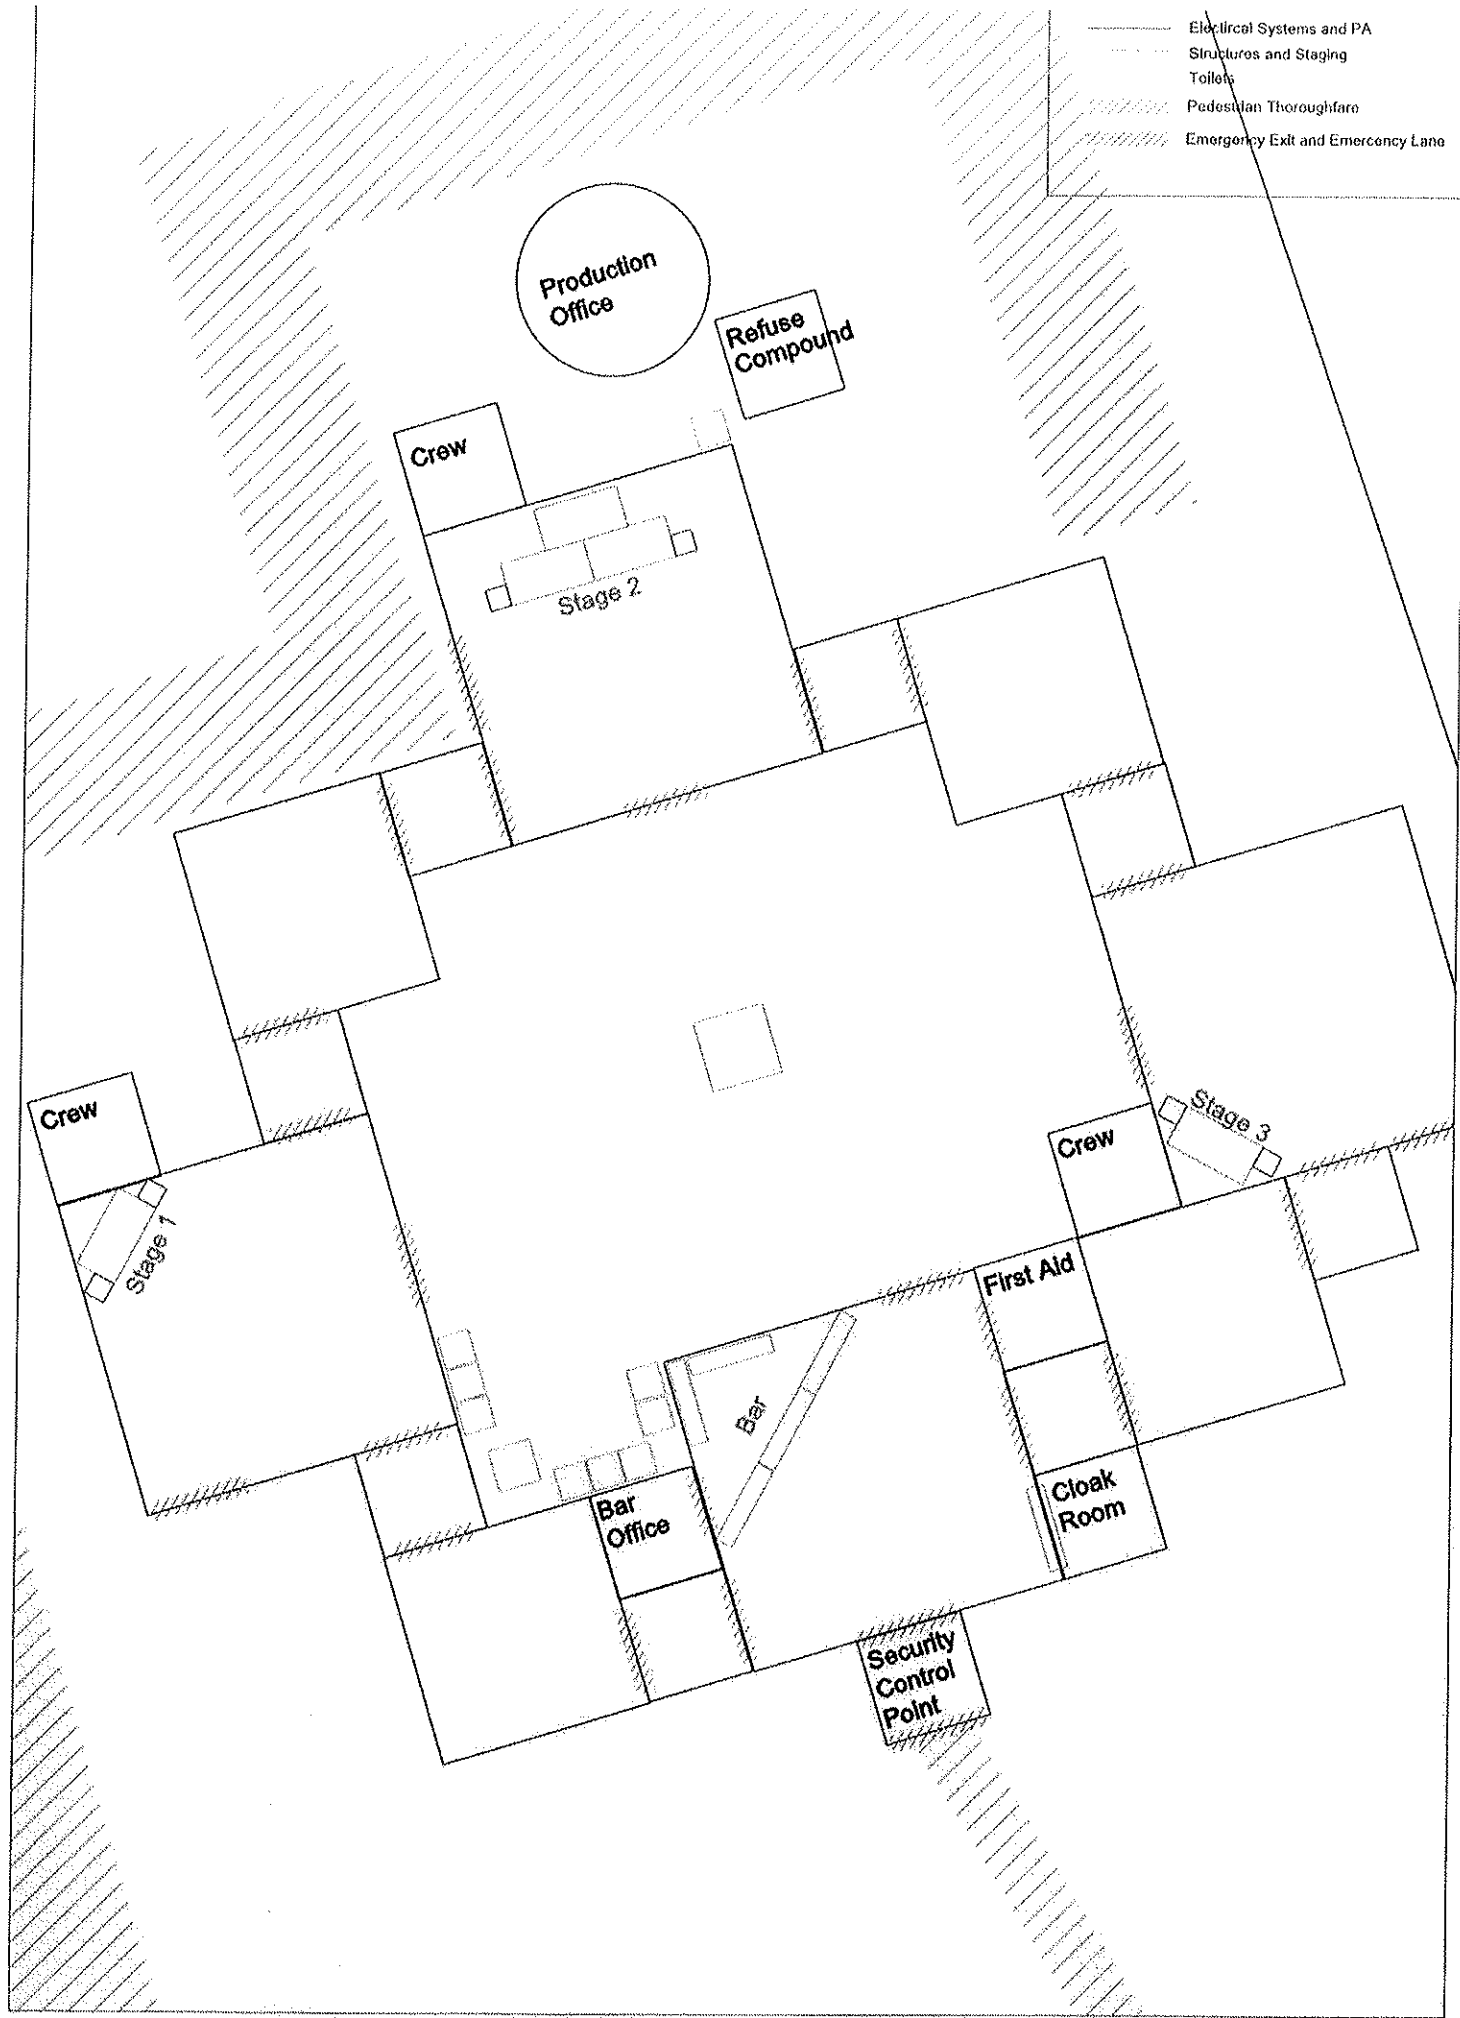 Electircal Systems and PA
Structures and Staging
Toilets
Pedestrian Thoroughfare
Emergency Exit and Emercency Lane
Production
Office
Refuse
Compound
Crew
Stage 2
Crew
Stage 1
Stage 3
Crew
First Aid
Bar
Bar
Office
Cloak
Room
Security
Control
Point